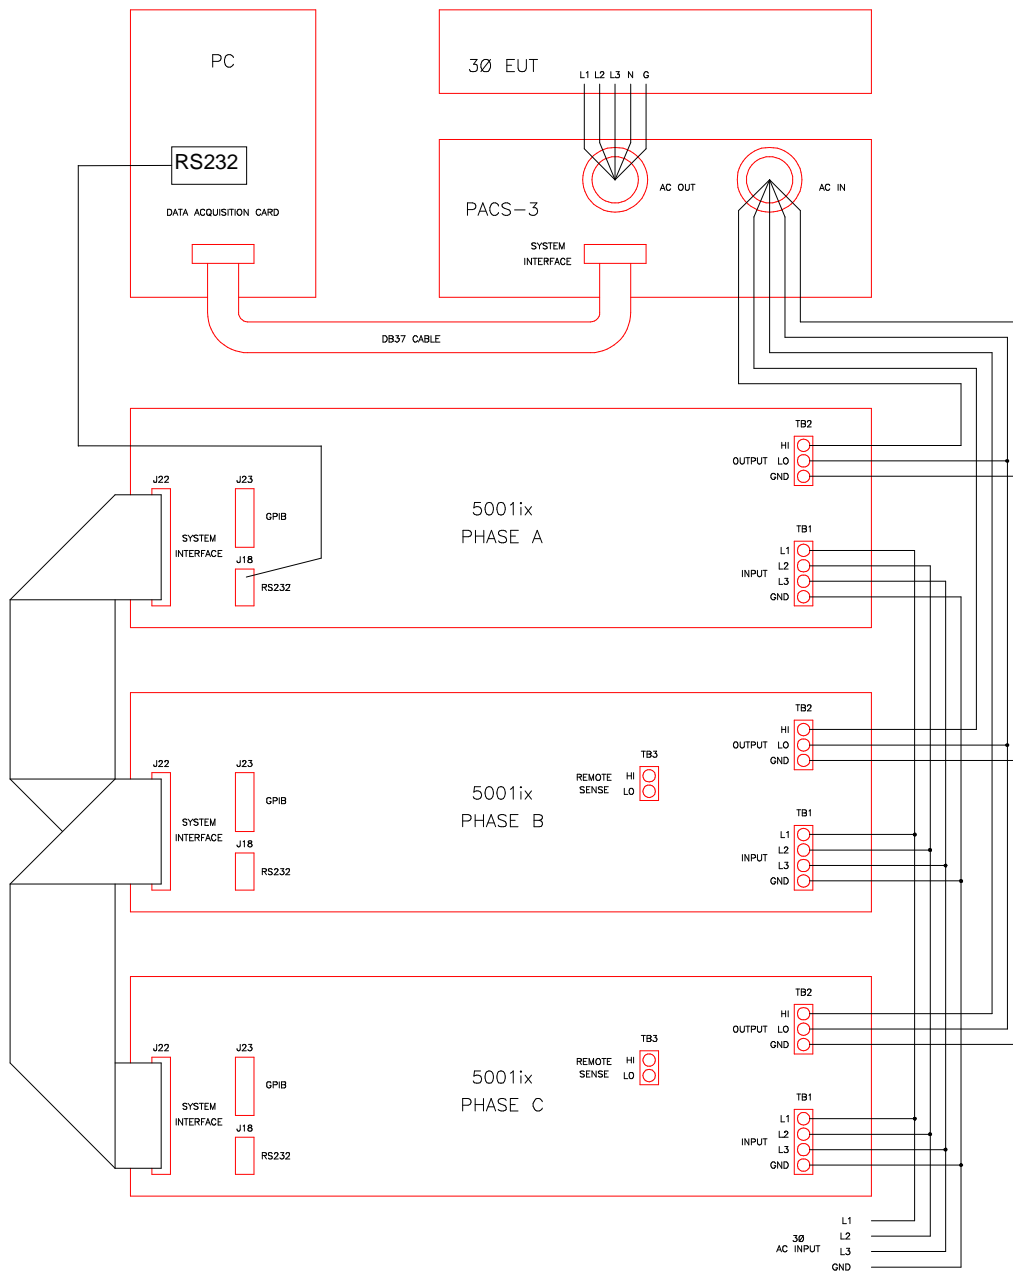 PC
3Ø EUT
L1 L2 L3 N G
RS232
DATA ACQUISITION CARD
PACS-3
AC OUT
AC IN
SYSTEM
INTERFACE
DB37 CABLE
TB2
HI
OUTPUT LO
GND
J22
J23
SYSTEM
INTERFACE
GPIB
5001ix
PHASE A
J18
RS232
TB1
L1
L2
INPUT
L3
GND
TB2
HI
OUTPUT LO
GND
TB3
REMOTE
SENSE
HI
LO
J22
J23
SYSTEM
INTERFACE
GPIB
5001ix
PHASE B
J18
RS232
TB1
L1
L2
INPUT
L3
GND
TB2
HI
OUTPUT LO
GND
TB3
REMOTE
SENSE
HI
LO
J22
J23
SYSTEM
INTERFACE
GPIB
5001ix
PHASE C
J18
RS232
TB1
L1
L2
INPUT
L3
GND
3Ø
AC INPUT
L1
L2
L3
GND